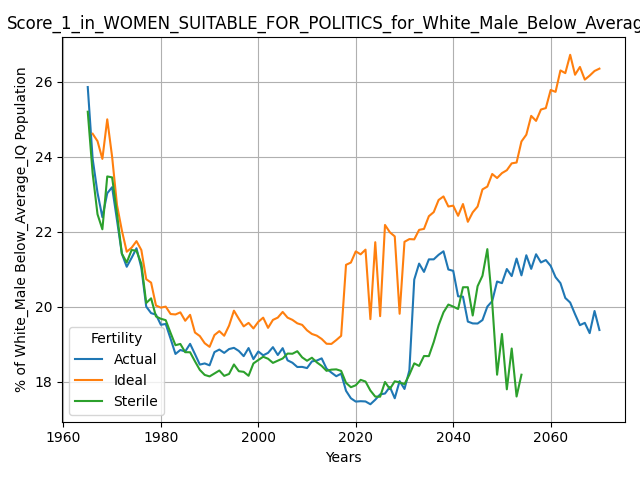 Score_1_in_WOMEN_SUITABLE_FOR_POLITICS_for_White_Male_Below_Averag
% of White_Male Below_Average_IQ Population
26
24
22
20
18
Fertility
Actual
Ideal
Sterile
1960 1980 2000 2020 2040 2060
Years